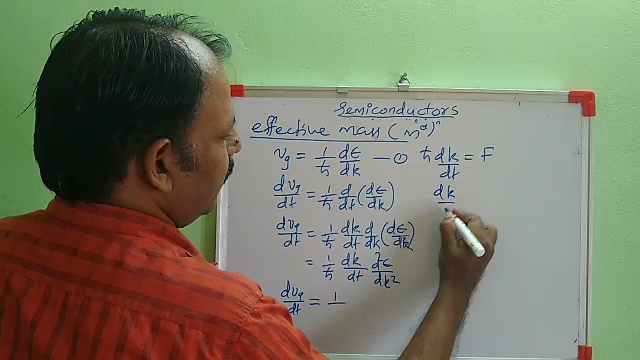 Semiconductors
effective mass (m*)
vg = 1/ħ dε/dk — ① ħ dk/dt = F
dvg/dt = 1/ħ d/dt (dε/dk) dk
dvg/dt = 1/ħ dk/dt d/dk (dε/dk)
= 1/ħ dk/dt d²ε/dk²
dvg/dt = 1